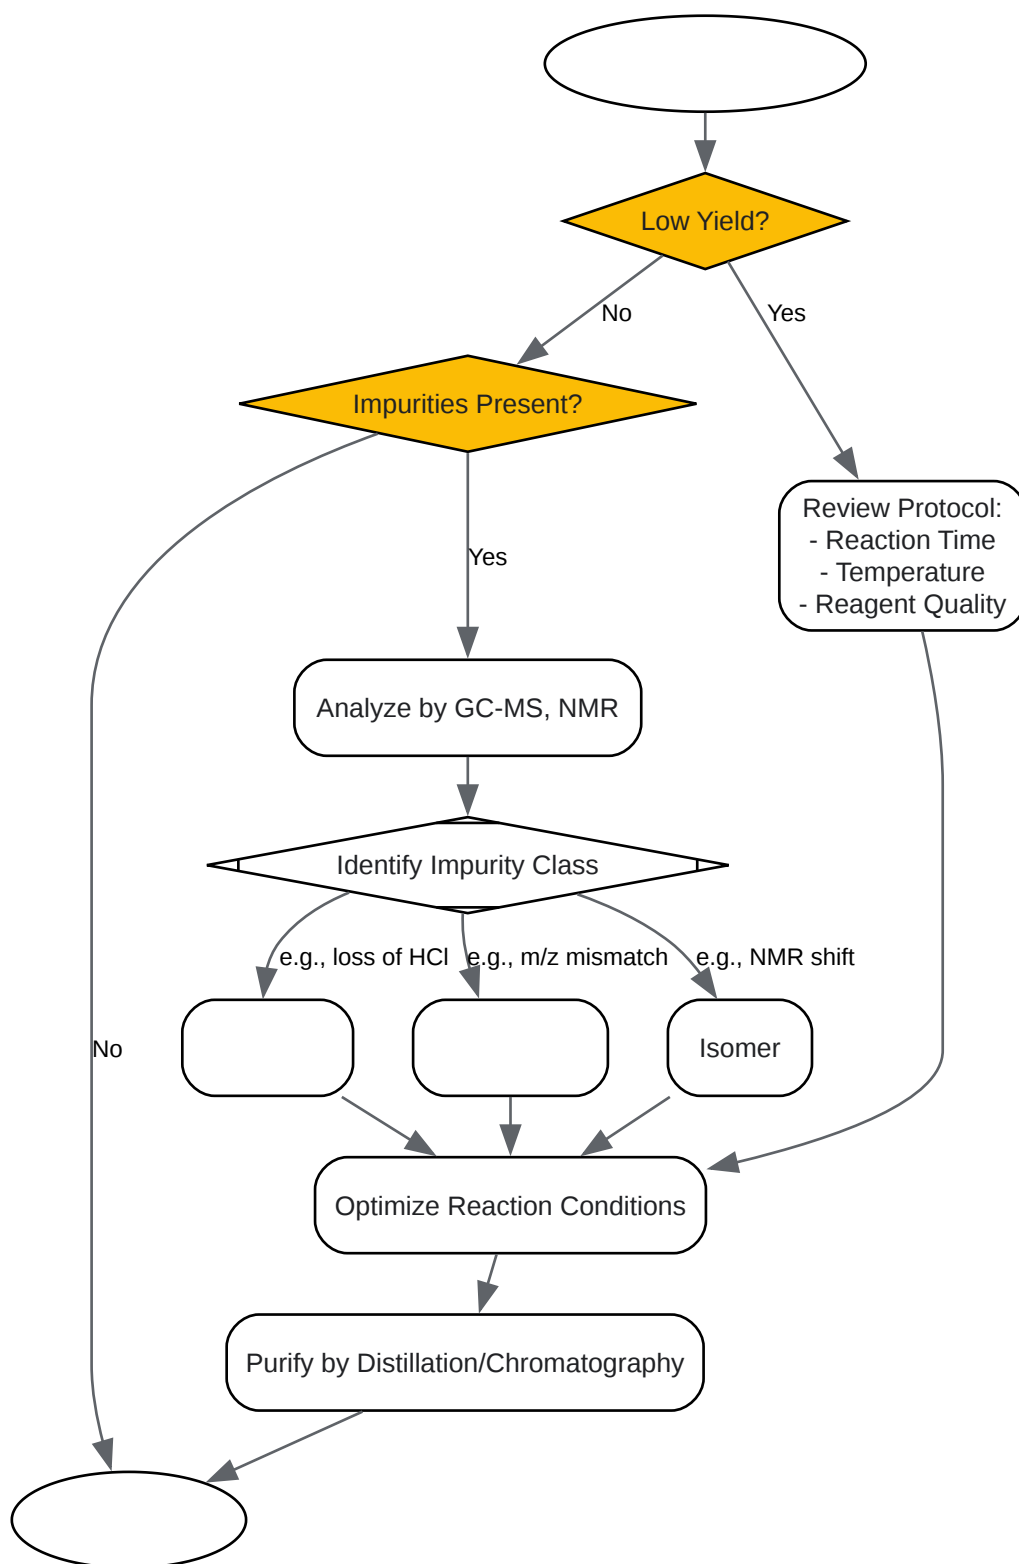 Low Yield?
No
Yes
Impurities Present?
Review Protocol:
- Reaction Time
- Temperature
- Reagent Quality
Yes
Analyze by GC-MS, NMR
Identify Impurity Class
e.g., loss of HCl
e.g., m/z mismatch
e.g., NMR shift
No
Isomer
Optimize Reaction Conditions
Purify by Distillation/Chromatography